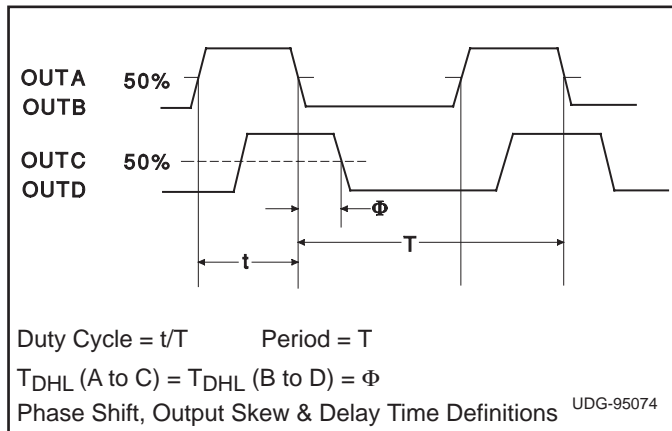 OUTA 50%
OUTB
OUTC 50%
OUTD
Φ
T
t
Duty Cycle = t/T Period = T
TDHL (A to C) = TDHL (B to D) = Φ
Phase Shift, Output Skew & Delay Time Definitions UDG-95074